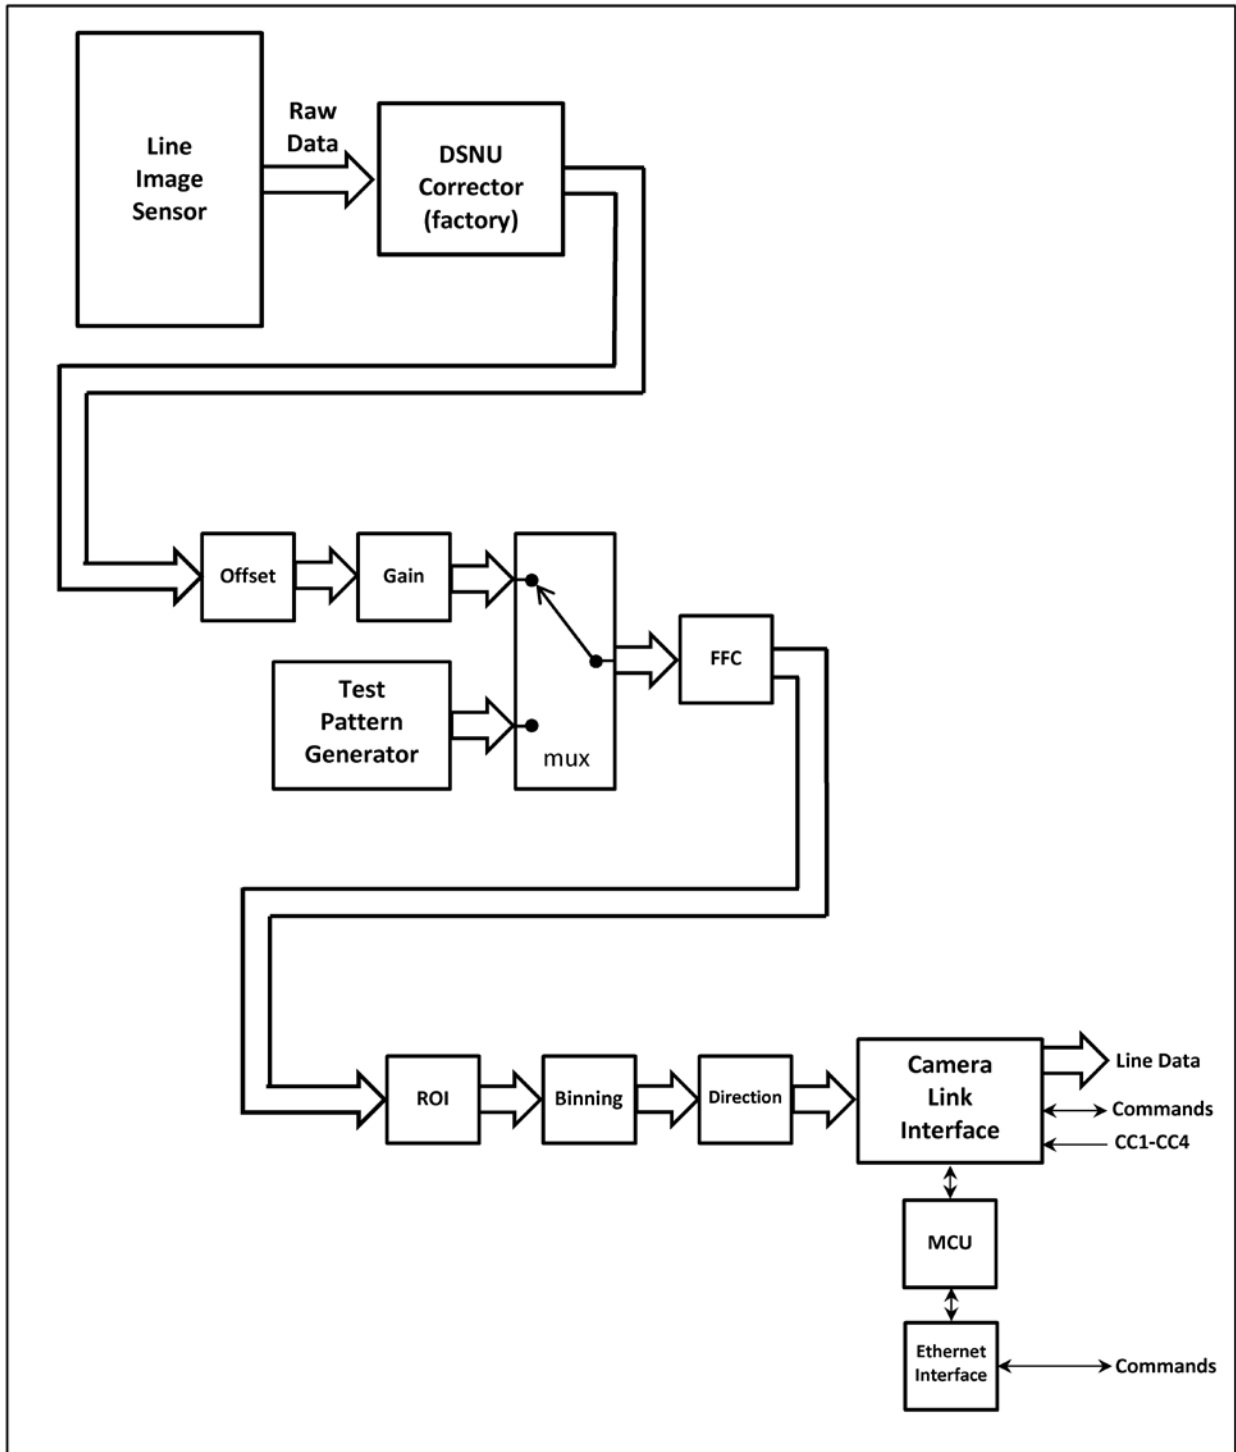 Line
Image
Sensor
Raw
Data
DSNU
Corrector
(factory)
Offset
Gain
Test
Pattern
Generator
mux
FFC
ROI
Binning
Direction
Camera
Link
Interface
Line Data
Commands
CC1-CC4
MCU
Ethernet
Interface
Commands